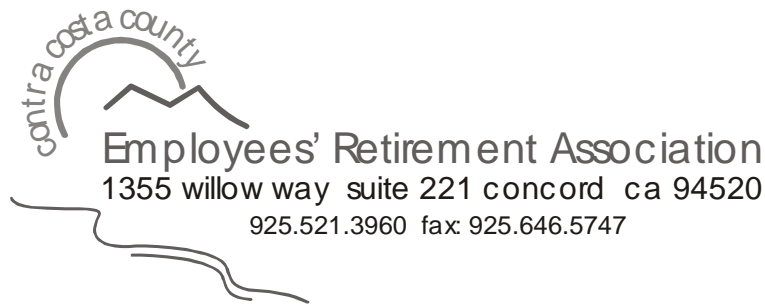 contra costa county
Employees' Retirement Association
1355 willow way suite 221 concord ca 94520
925.521.3960 fax: 925.646.5747